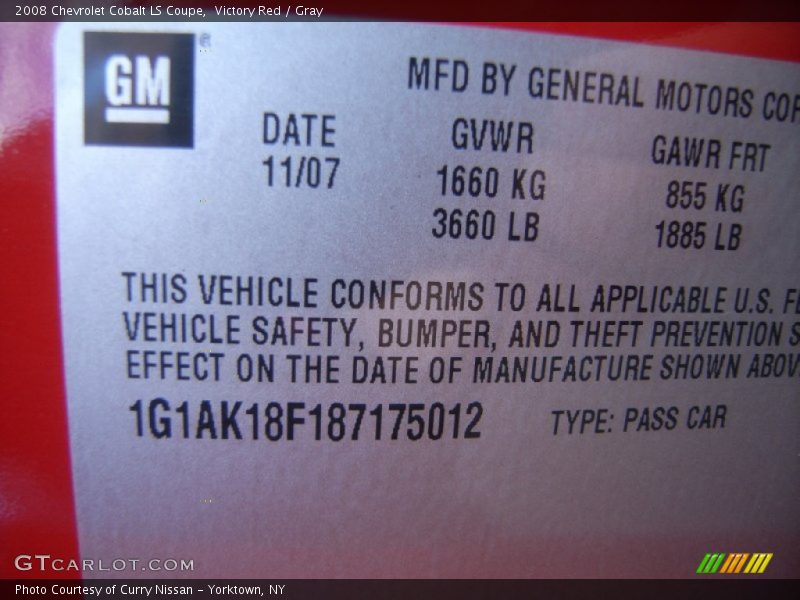 2008 Chevrolet Cobalt LS Coupe, Victory Red / Gray
GM ®
MFD BY GENERAL MOTORS COR
DATE GVWR GAWR FRT
11/07 1660 KG 855 KG
3660 LB 1885 LB
THIS VEHICLE CONFORMS TO ALL APPLICABLE U.S.
VEHICLE SAFETY, BUMPER, AND THEFT PREVENTION S
EFFECT ON THE DATE OF MANUFACTURE SHOWN ABOV
1G1AK18F187175012 TYPE: PASS CAR
GTCARLOT.COM
Photo Courtesy of Curry Nissan - Yorktown, NY